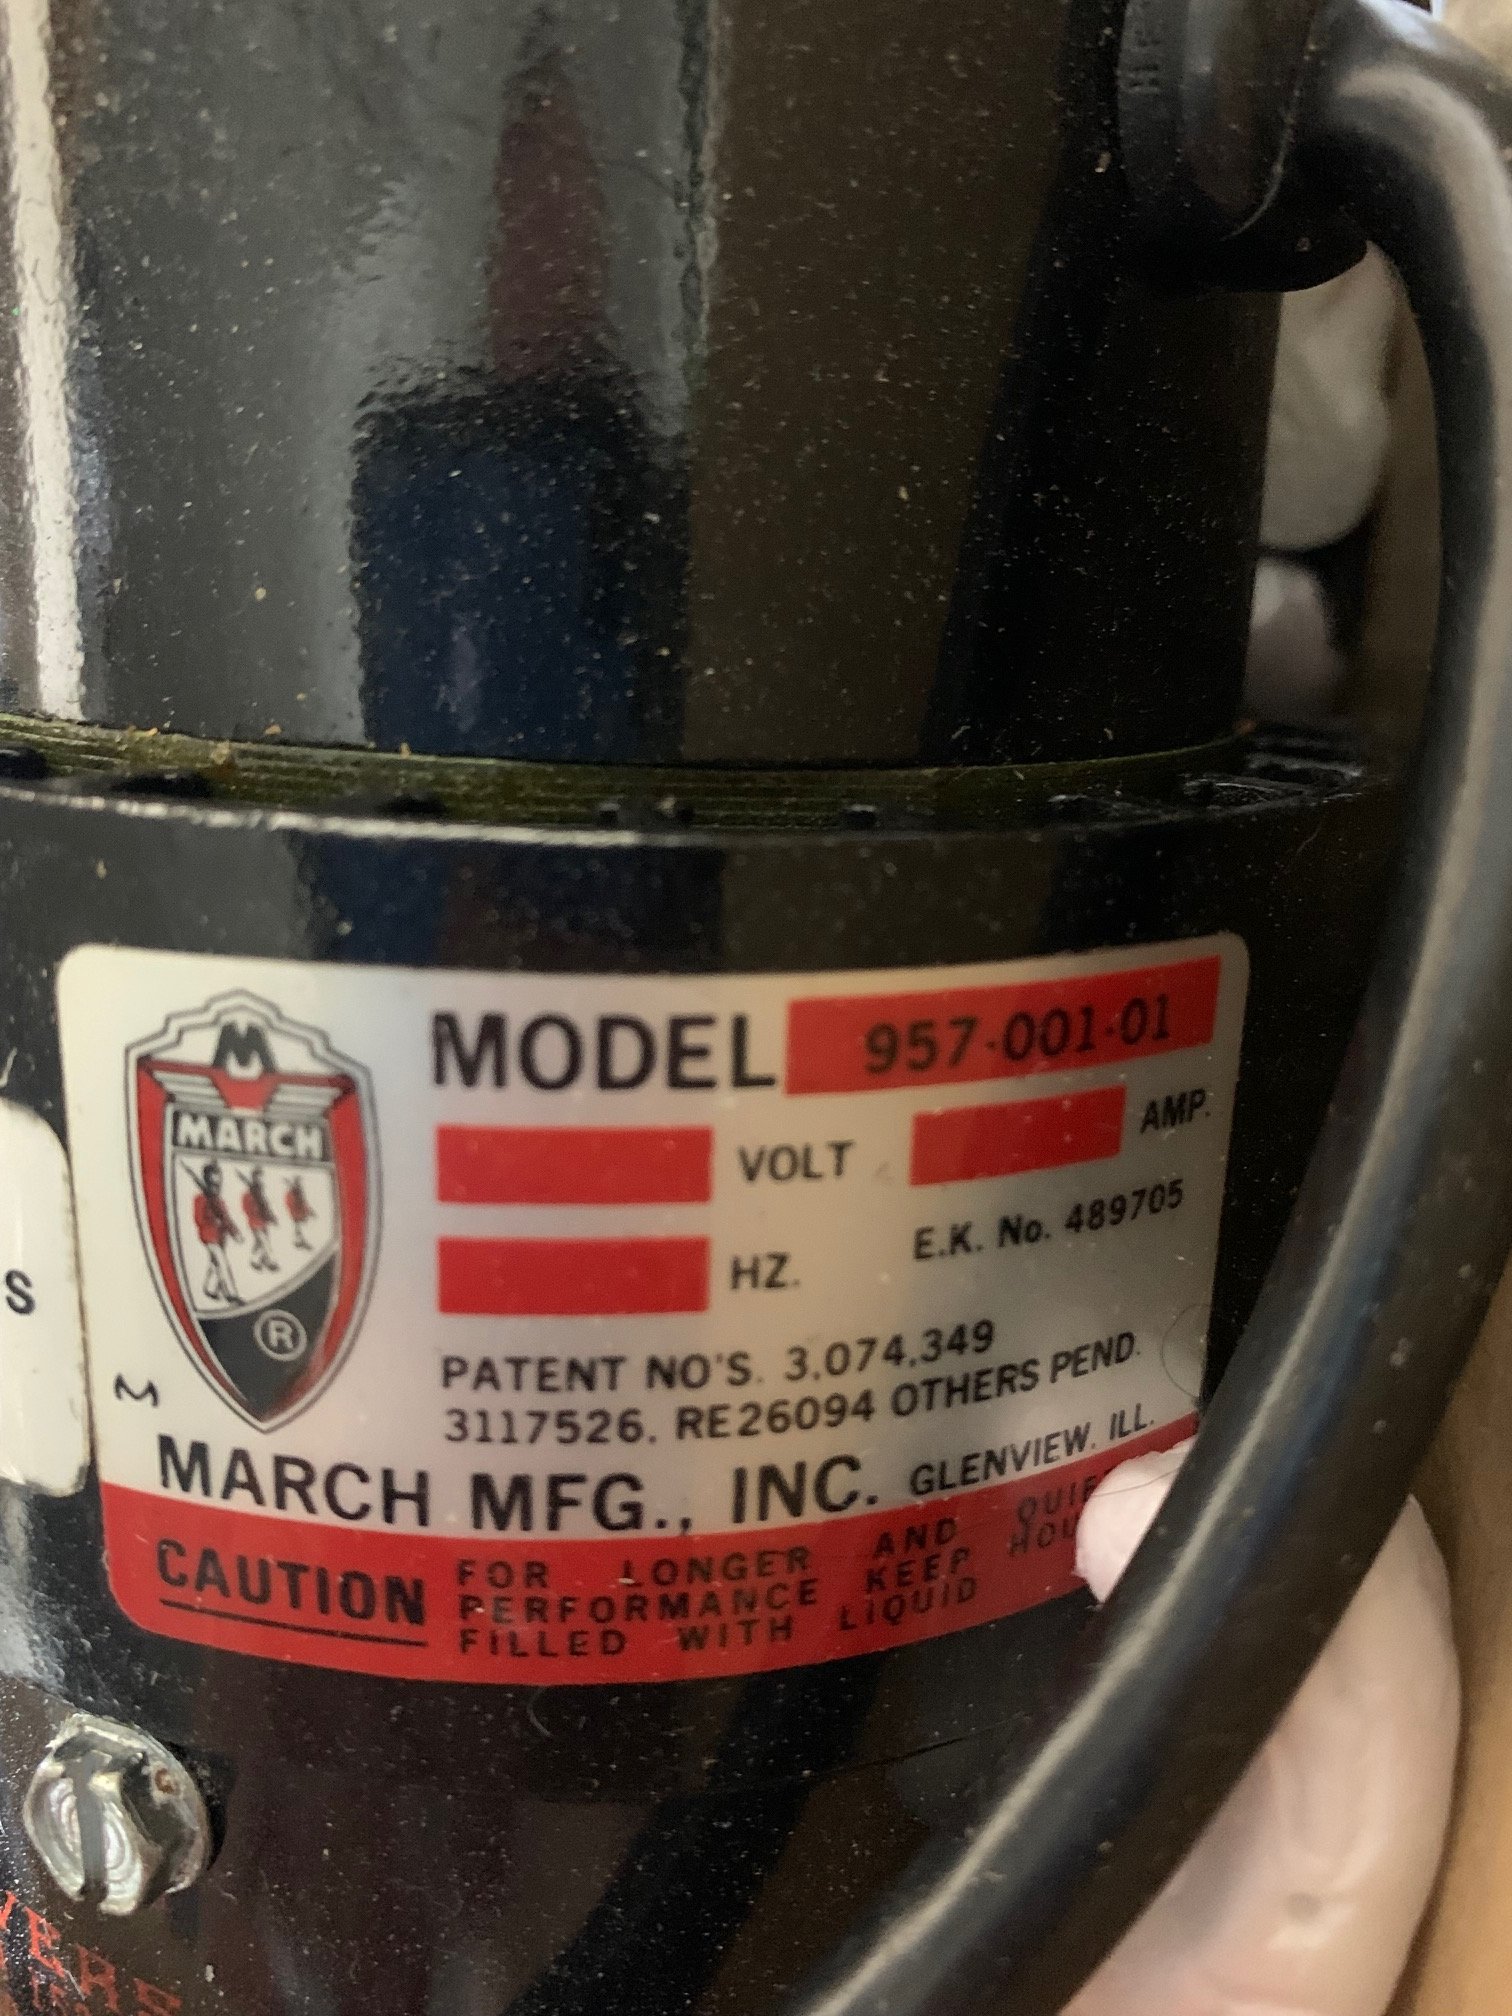 M
MARCH
®
MODEL 957-001-01
VOLT AMP.
HZ. E.K. No. 489705
PATENT NO'S. 3,074,349
3117526, RE26094 OTHERS PEND.
M
MARCH MFG., INC. GLENVIEW, ILL.
CAUTION
FOR LONGER AND
PERFORMANCE KEEP
FILLED WITH LIQUID
S